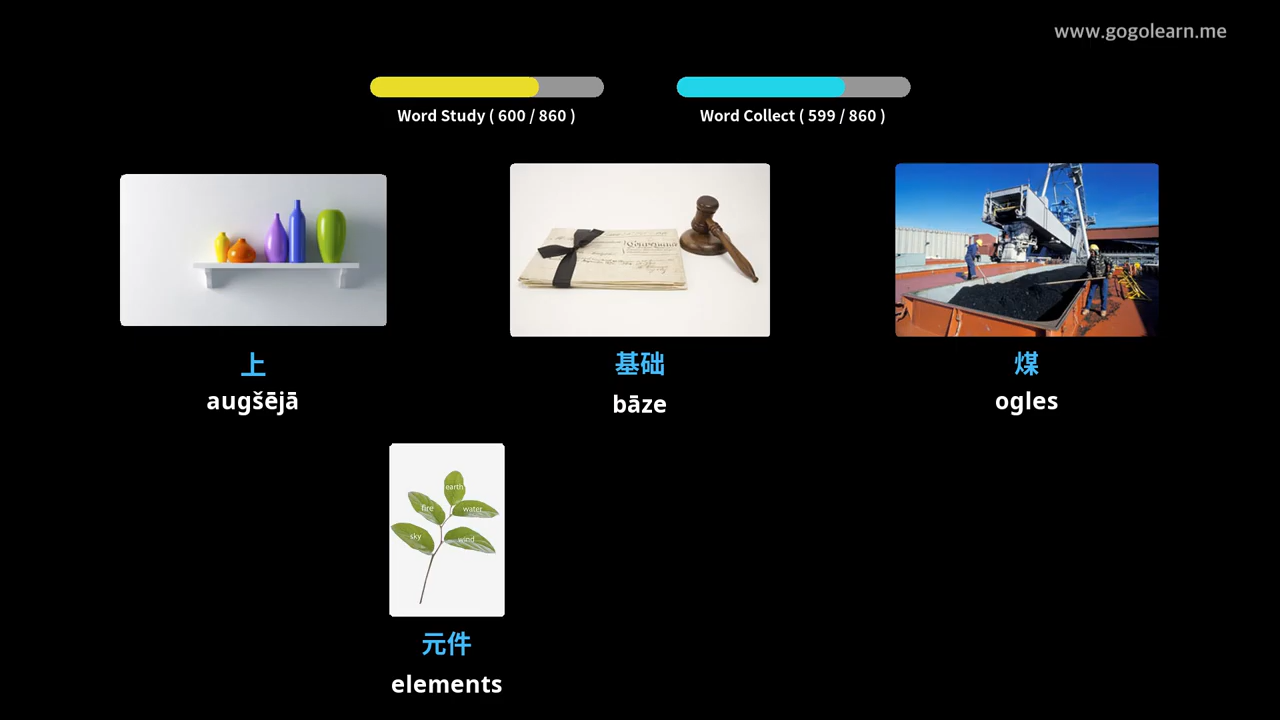 www.gogolearn.me
Word Study ( 600 / 860 )
Word Collect ( 599 / 860 )
上
augšējā
基础
bāze
煤
ogles
earth
fire
water
sky
wind
元件
elements